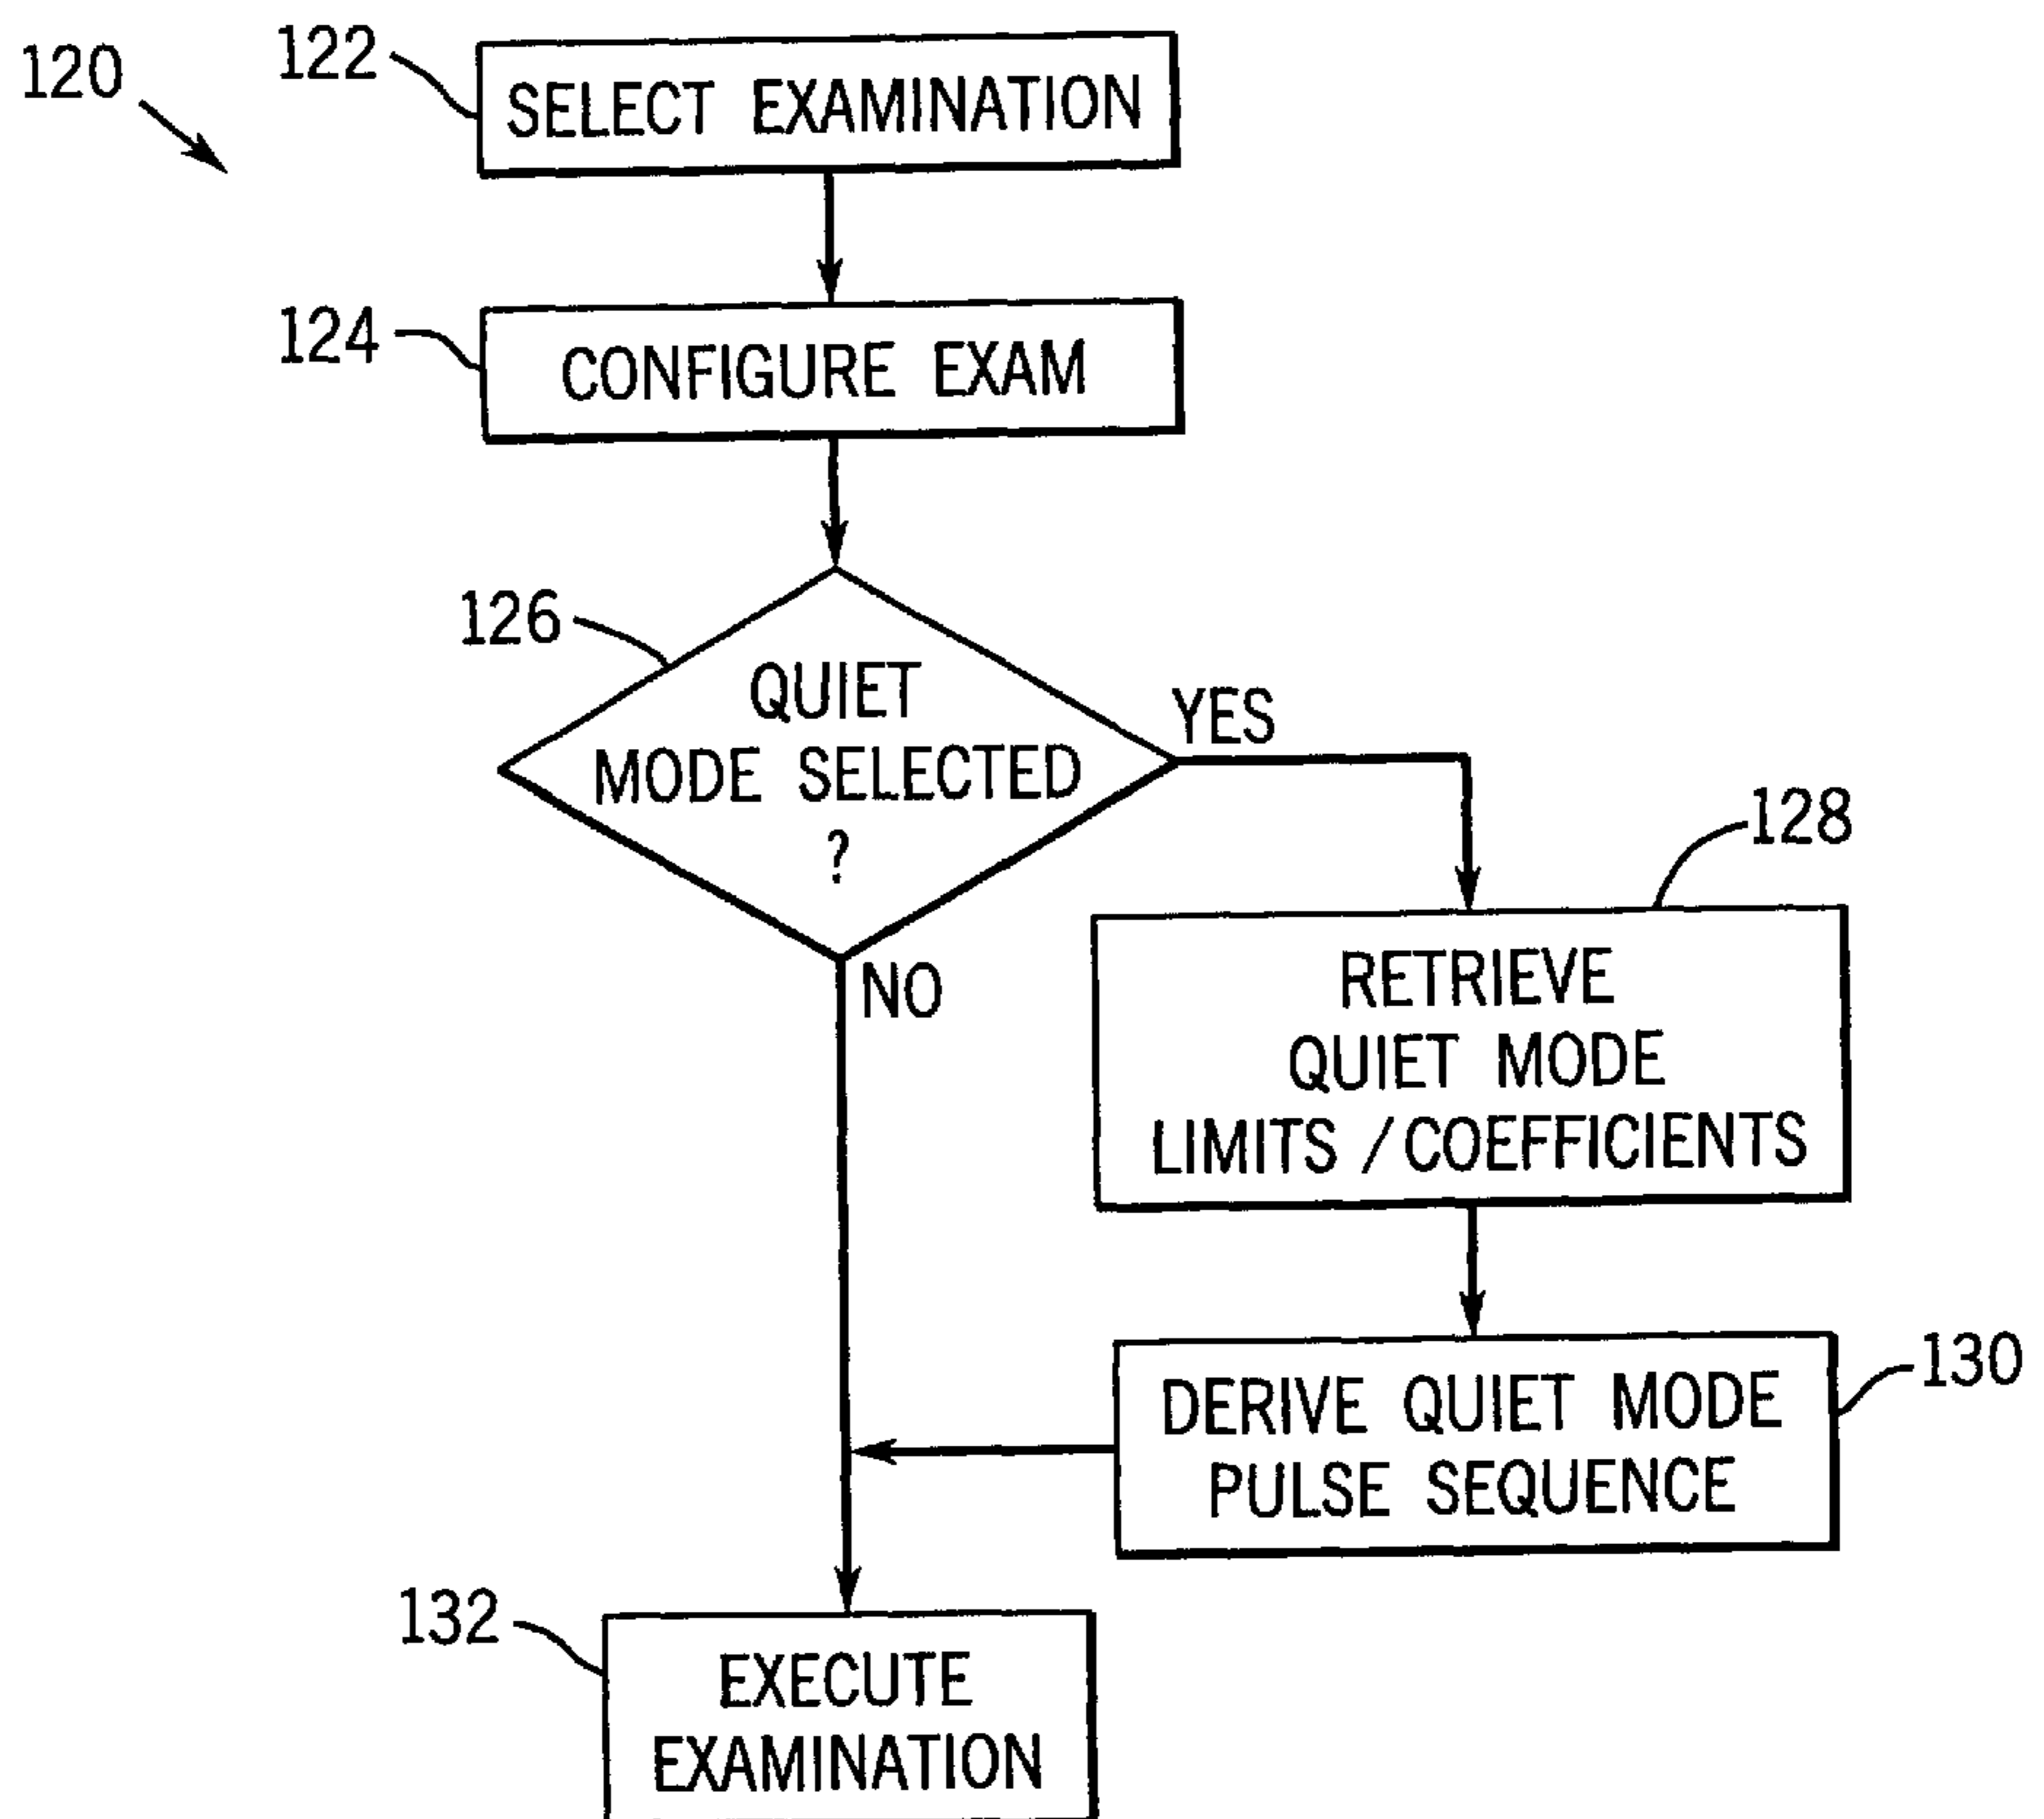 120
122
SELECT EXAMINATION
124
CONFIGURE EXAM
126
QUIET
MODE SELECTED
?
YES
NO
128
RETRIEVE
QUIET MODE
LIMITS /COEFFICIENTS
130
DERIVE QUIET MODE
PULSE SEQUENCE
132
EXECUTE
EXAMINATION